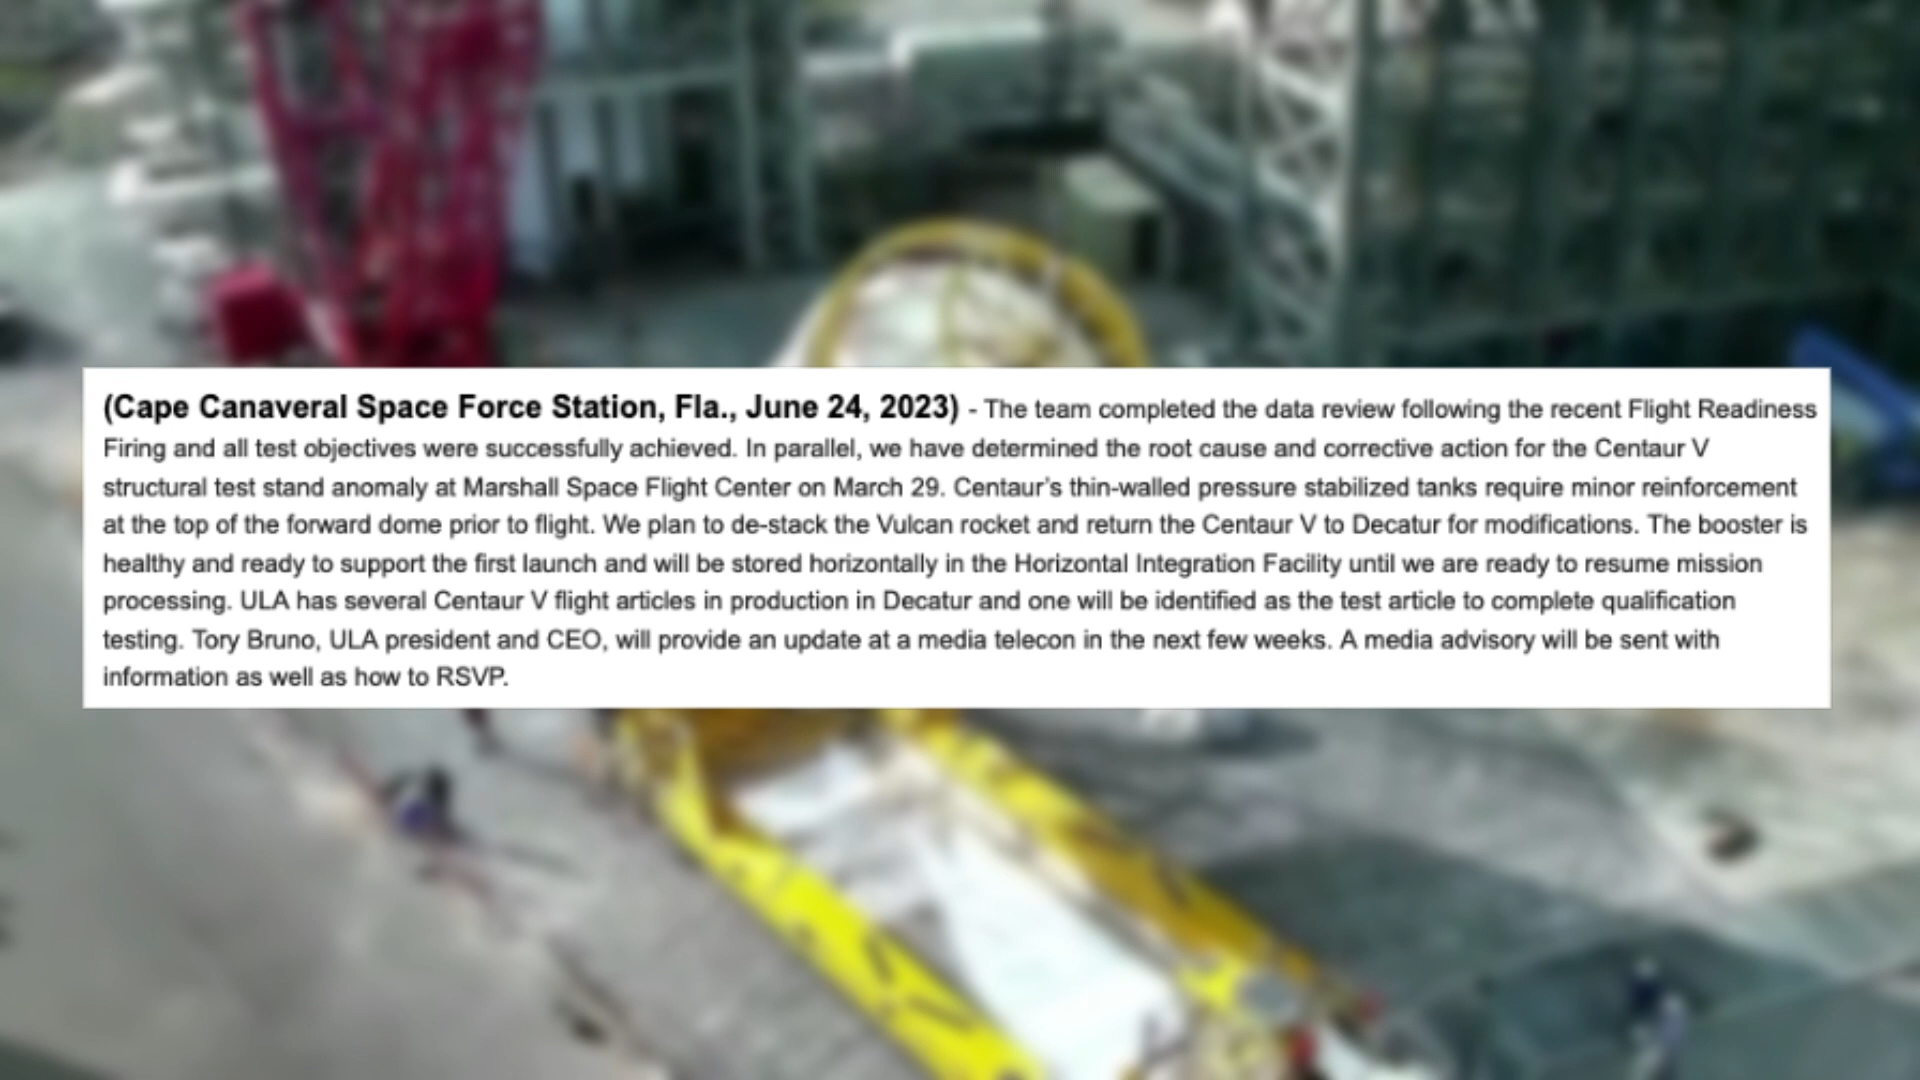 (Cape Canaveral Space Force Station, Fla., June 24, 2023) - The team completed the data review following the recent Flight Readiness
Firing and all test objectives were successfully achieved. In parallel, we have determined the root cause and corrective action for the Centaur V
structural test stand anomaly at Marshall Space Flight Center on March 29. Centaur’s thin-walled pressure stabilized tanks require minor reinforcement
at the top of the forward dome prior to flight. We plan to de-stack the Vulcan rocket and return the Centaur V to Decatur for modifications. The booster is
healthy and ready to support the first launch and will be stored horizontally in the Horizontal Integration Facility until we are ready to resume mission
processing. ULA has several Centaur V flight articles in production in Decatur and one will be identified as the test article to complete qualification
testing. Tory Bruno, ULA president and CEO, will provide an update at a media telecon in the next few weeks. A media advisory will be sent with
information as well as how to RSVP.